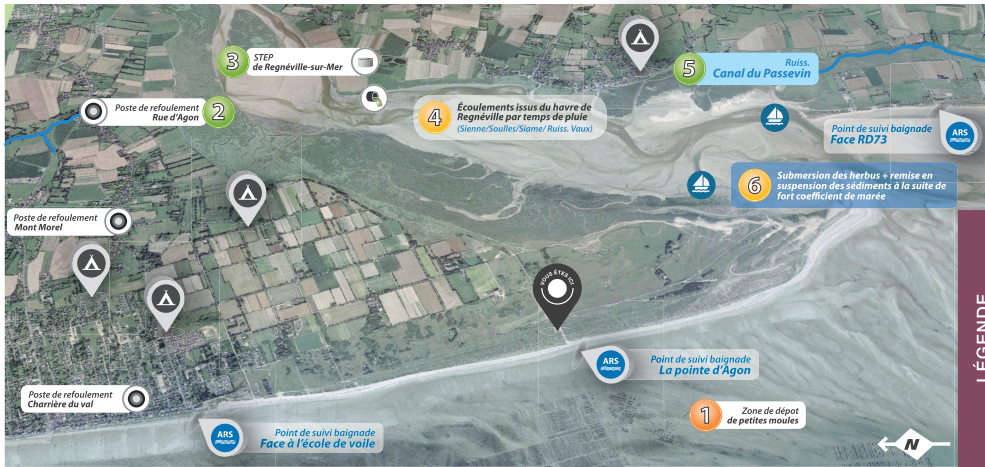 3
STEP
de Regnéville-sur-Mer
5
Ruiss.
Canal du Passevin
Poste de refoulement
Rue d'Agon
2
4
Écoulements issus du havre de
Regnéville par temps de pluie
(Sienne/Soulles/Siame/ Ruiss. Vaux)
Point de suivi baignade
Face RD73
ARS
6
Submersion des herbus + remise en
suspension des sédiments à la suite de
fort coefficient de marée
Poste de refoulement
Mont Morel
VOUS ÊTES ICI
LÉGENDE
ARS
Point de suivi baignade
La pointe d'Agon
Poste de refoulement
Charrière du val
1
Zone de dépot
de petites moules
ARS
Point de suivi baignade
Face à l'école de voile
N